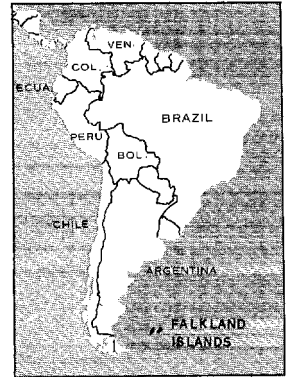 VEN.
COL.
ECUA.
BRAZIL
PERU
BOL.
CHILE
ARGENTINA
FALKLAND
ISLANDS